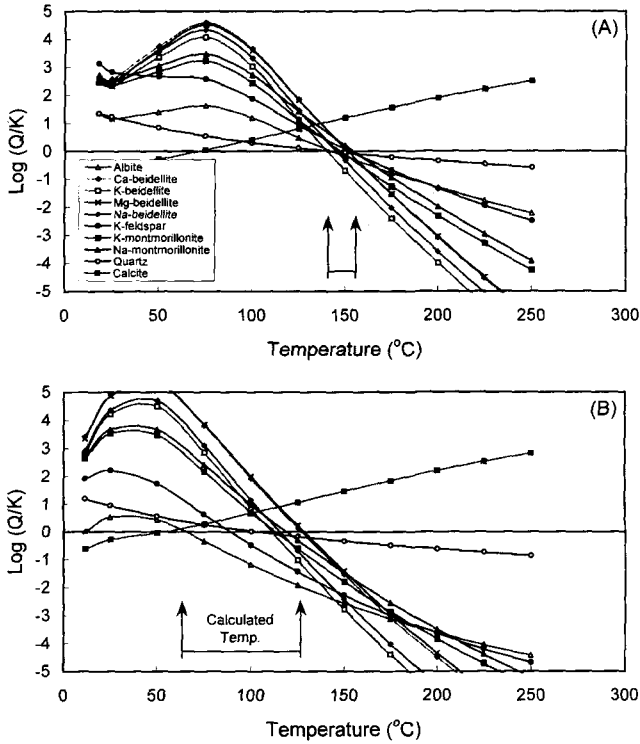 (A)
5
4
3
2
1
0
-1
-2
-3
-4
-5
Log (Q/K)
Albite
Ca-beidellite
K-beidellite
Mg-beidellite
Na-beidellite
K-feldspar
K-montmorillonite
Na-montmorillonite
Quartz
Calcite
0 50 100 150 200 250 300
Temperature (°C)
(B)
5
4
3
2
1
0
-1
-2
-3
-4
-5
Log (Q/K)
Calculated
Temp.
0 50 100 150 200 250 300
Temperature (°C)